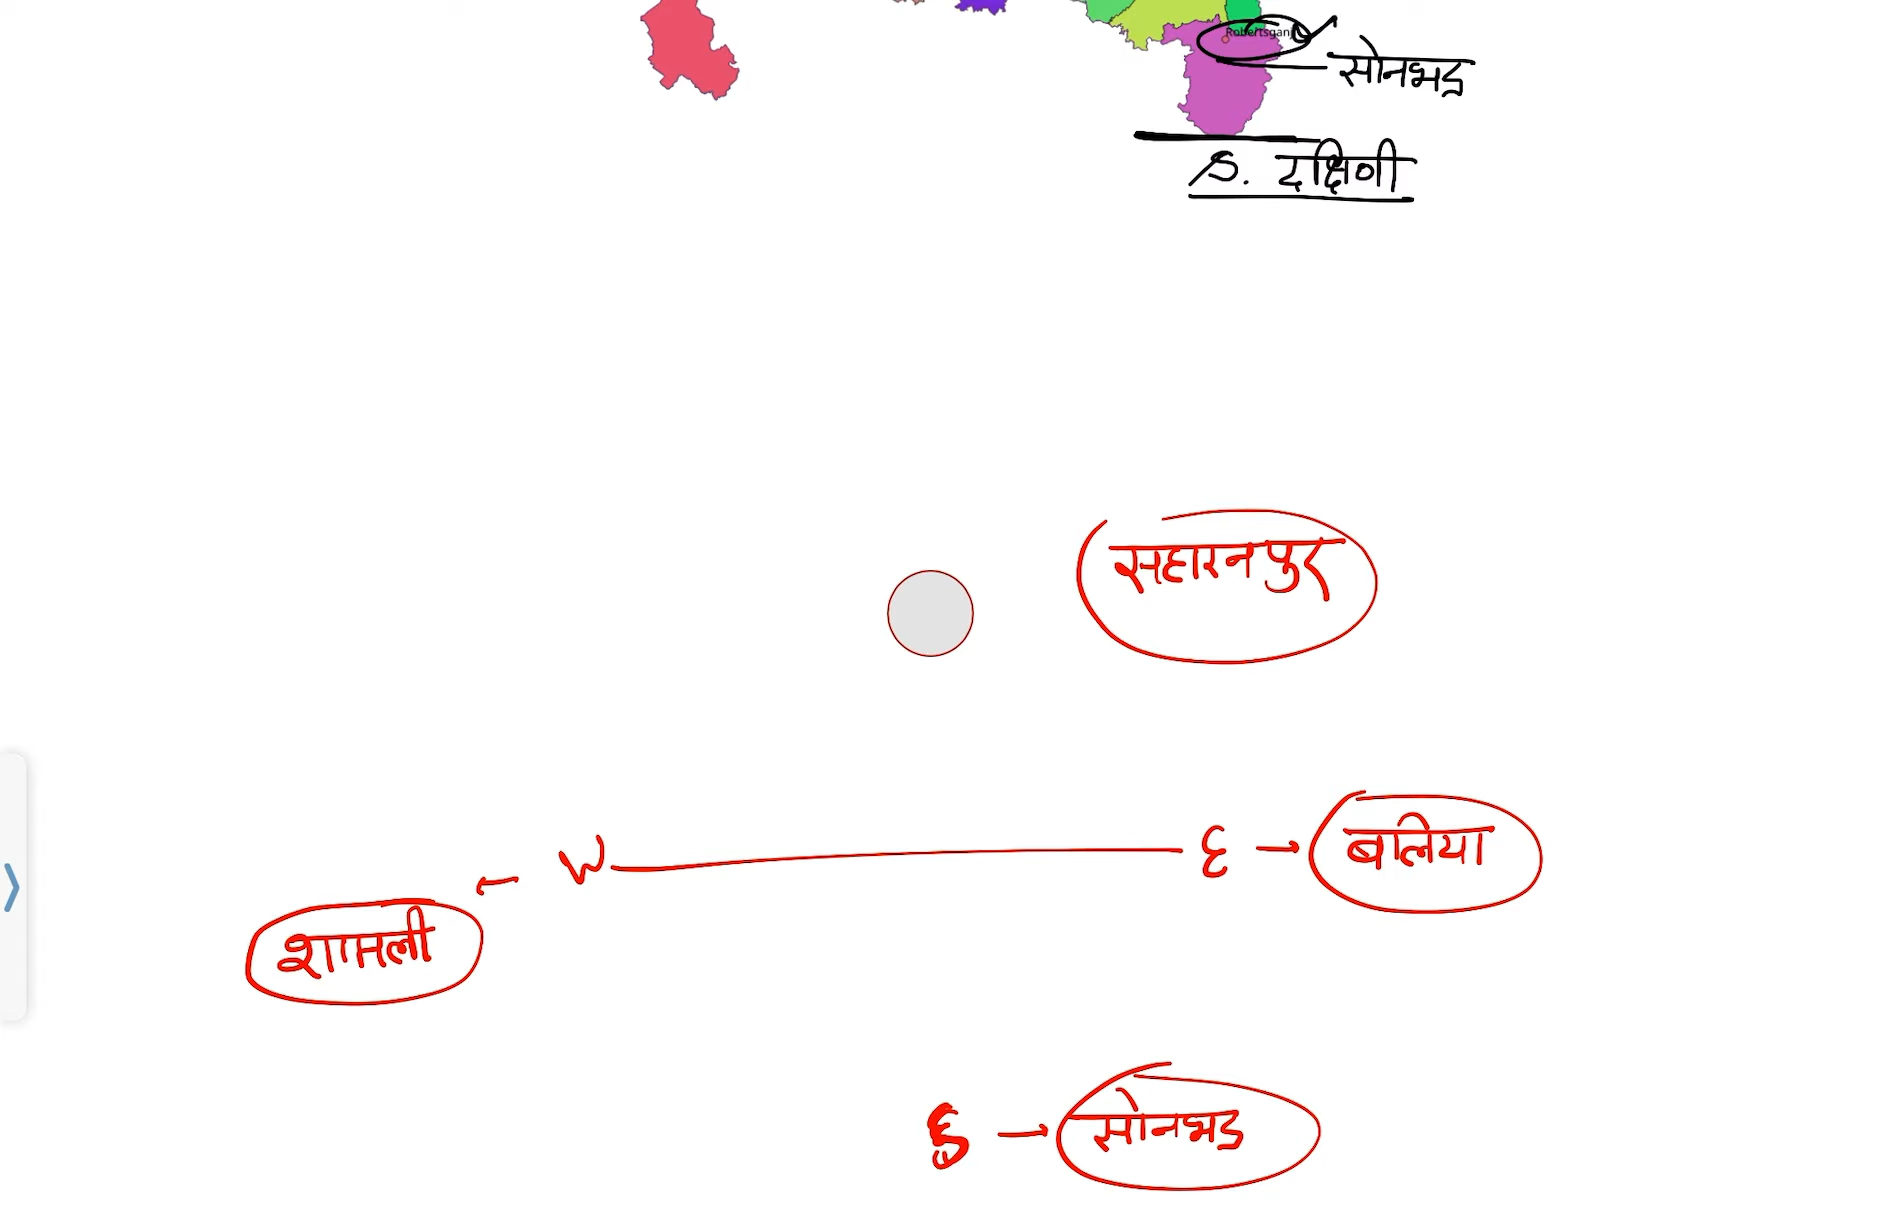 Robertsganj
सोनभद्र
S. दक्षिणी
सहारनपुर
W
E → बलिया
← शामली
S → सोनभद्र